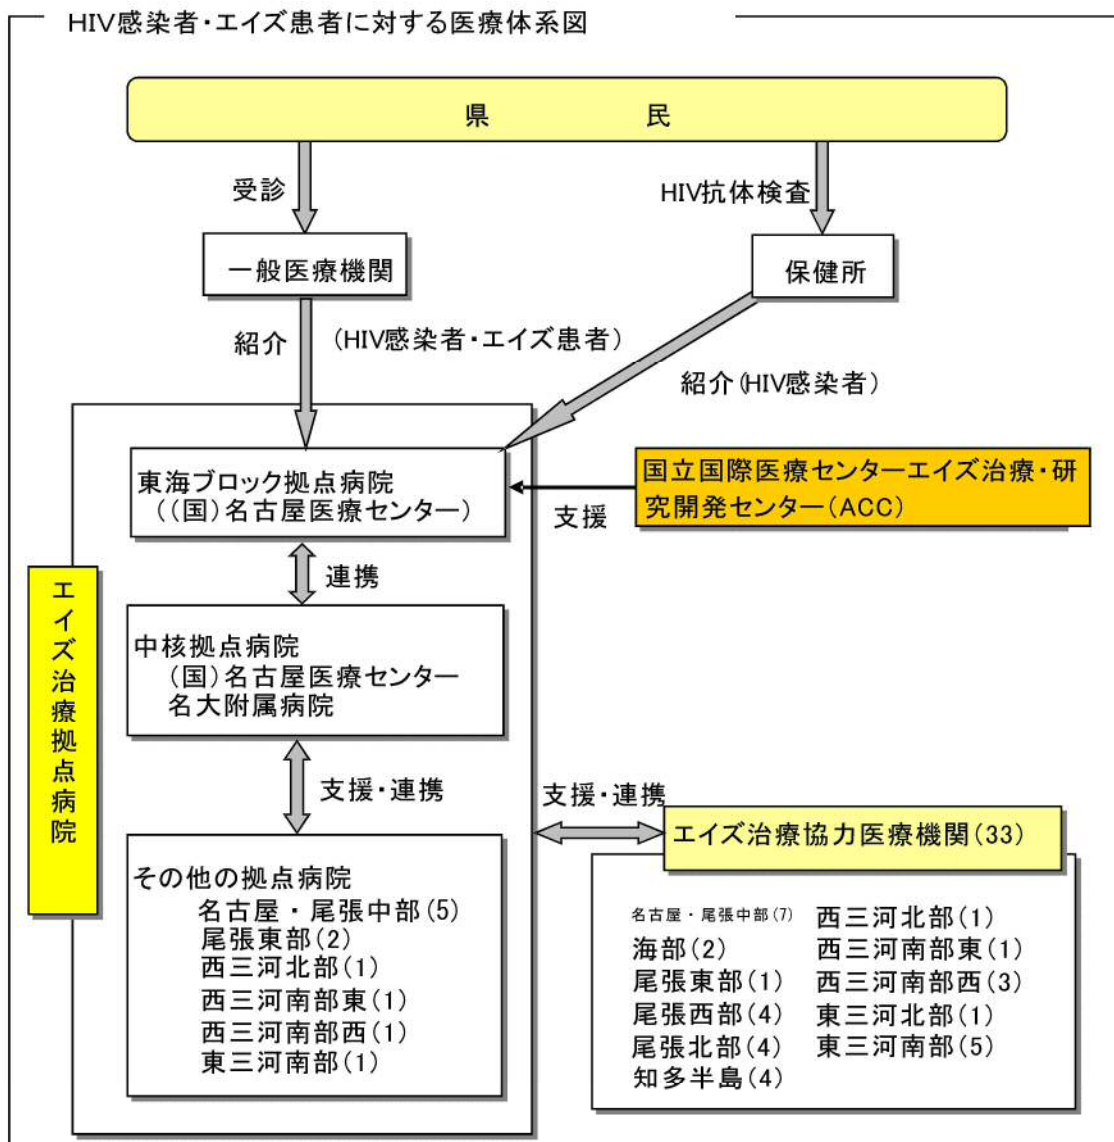 HIV感染者・エイズ患者に対する医療体系図
県　民
受診
HIV抗体検査
一般医療機関
保健所
紹介
(HIV感染者・エイズ患者)
紹介(HIV感染者)
東海ブロック拠点病院
((国)名古屋医療センター)
国立国際医療センターエイズ治療・研
究開発センター(ACC)
支援
連携
エイズ治療拠点病院
中核拠点病院
(国)名古屋医療センター
名大附属病院
支援・連携
支援・連携
エイズ治療協力医療機関(33)
その他の拠点病院
名古屋・尾張中部(5)
尾張東部(2)
西三河北部(1)
西三河南部東(1)
西三河南部西(1)
東三河南部(1)
名古屋・尾張中部(7)
海部(2)
尾張東部(1)
尾張西部(4)
尾張北部(4)
知多半島(4)
西三河北部(1)
西三河南部東(1)
西三河南部西(3)
東三河北部(1)
東三河南部(5)